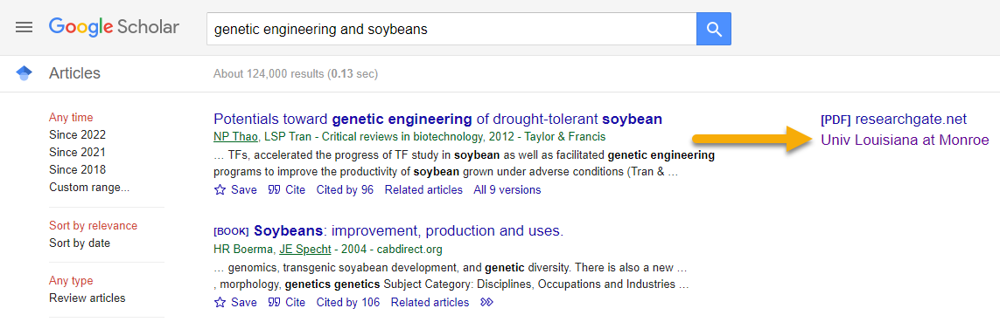 Google Scholar
genetic engineering and soybeans
Articles
About 124,000 results (0.13 sec)
Any time
Since 2022
Since 2021
Since 2018
Custom range...
Sort by relevance
Sort by date
Any type
Review articles
Potentials toward genetic engineering of drought-tolerant soybean
NP Thao, LSP Tran - Critical reviews in biotechnology, 2012 - Taylor & Francis
... TFs, accelerated the progress of TF study in soybean as well as facilitated genetic engineering
programs to improve the productivity of soybean grown under adverse conditions (Tran & ...
Save Cite Cited by 96 Related articles All 9 versions
[PDF] researchgate.net
Univ Louisiana at Monroe
[BOOK] Soybeans: improvement, production and uses.
HR Boerma, JE Specht - 2004 - cabdirect.org
... genomics, transgenic soyabean development, and genetic diversity. There is also a new ...
, morphology, genetics genetics Subject Category: Disciplines, Occupations and Industries ...
Save Cite Cited by 106 Related articles